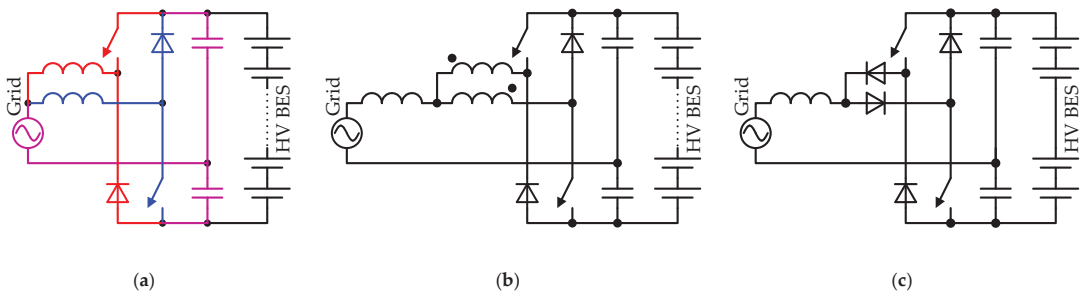 Grid
HV BES
Grid
HV BES
Grid
HV BES
(a)
(b)
(c)